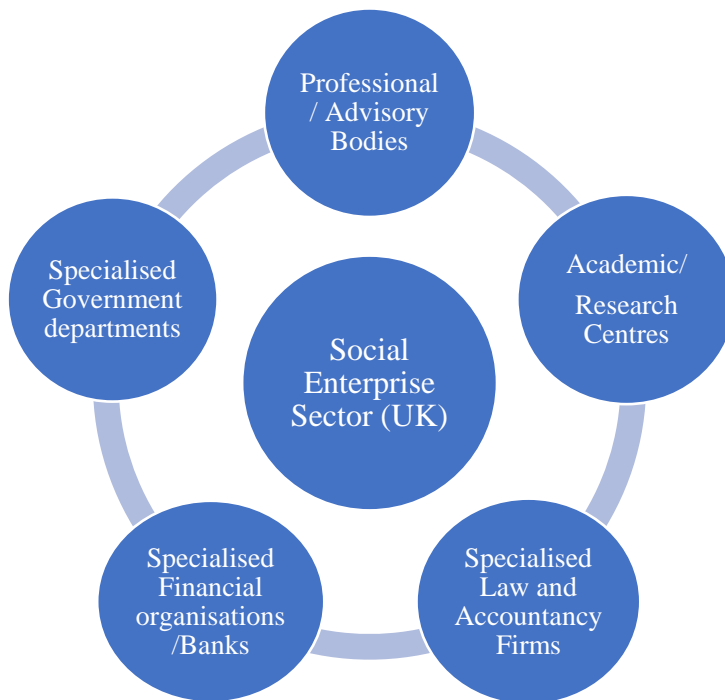 Professional
/ Advisory
Bodies
Academic/
Research
Centres
Specialised
Law and
Accountancy
Firms
Specialised
Financial
organisations
/Banks
Specialised
Government
departments
Social
Enterprise
Sector (UK)